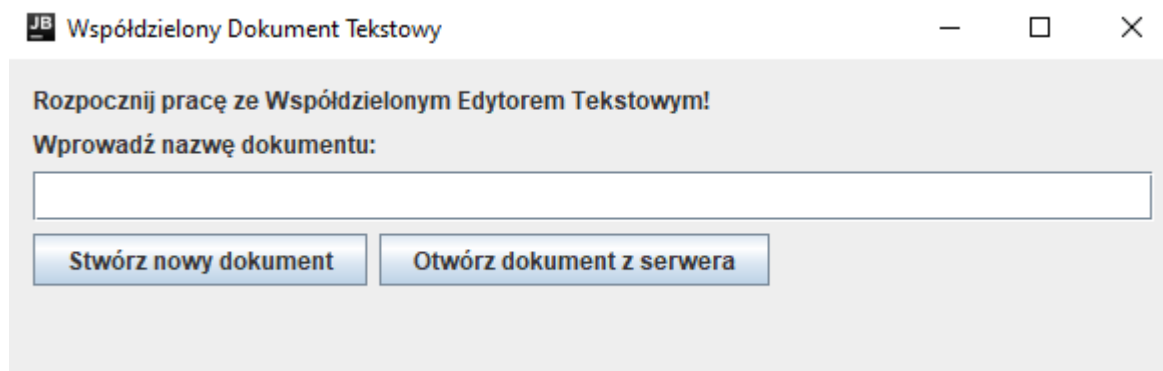 JB Współdzielony Dokument Tekstowy
Rozpocznij pracę ze Współdzielonym Edytorem Tekstowym!
Wprowadź nazwę dokumentu:
Stwórz nowy dokument Otwórz dokument z serwera